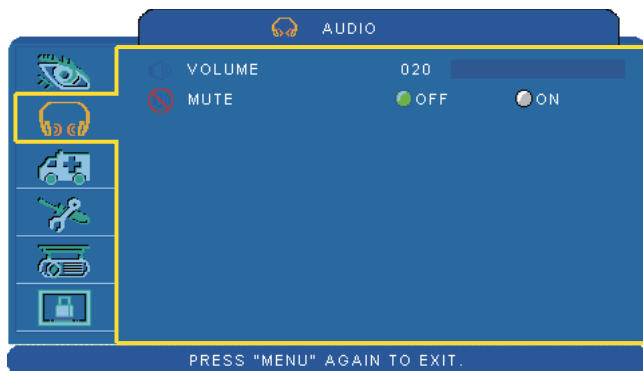 AUDIO
VOLUME 020
MUTE OFF ON
PRESS "MENU" AGAIN TO EXIT.